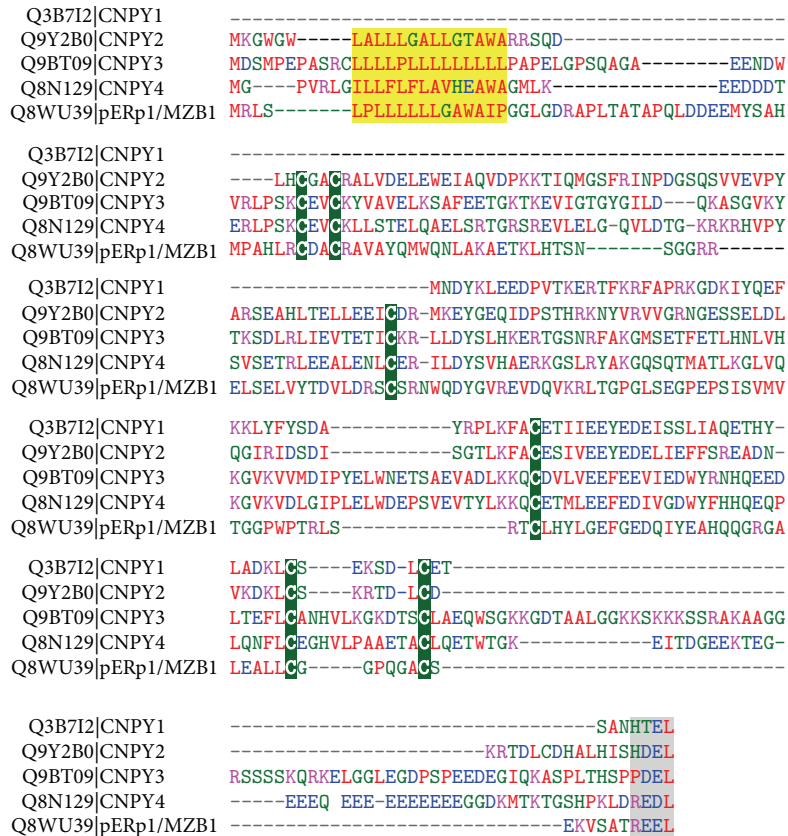 Q3B7I2|CNPY1 --------------------------------------------------
Q9Y2B0|CNPY2 MKGWGW-----LALLLGALLGTAWARRSQD--------------------
Q9BT09|CNPY3 MDSMPEPASRCLLLLPLLLLLLLLLPAPELGPSQAGA--------EENDW
Q8N129|CNPY4 MG----PVRLGILLFLFLAVHEAWAGMLK---------------EEDDDT
Q8WU39|pERp1/MZB1 MRLS-------LPLLLLLLGAWAIPGGLGDRAPLTATAPQLDDEEMYSAH
Q3B7I2|CNPY1 --------------------------------------------------
Q9Y2B0|CNPY2 ----LHCGACRALVDELEWEIAQVDPKKTIQMGSFRINPDGSQSVVEVPY
Q9BT09|CNPY3 VRLPSKCEVCKYVAVELKSAFEETGKTKEVIGTGYGILD---QKASGVKY
Q8N129|CNPY4 ERLPSKCEVCKLLSTELQAELSRTGRSREVLELG-QVLDTG-KRKRHVPY
Q8WU39|pERp1/MZB1 MPAHLRCDACRAVAYQMWQNLAKAETKLHTSN-------SGGRR------
Q3B7I2|CNPY1 ------------------MNDYKLEEDPVTKERTFKRFAPRKGDKIYQEF
Q9Y2B0|CNPY2 ARSEAHLTELLEEICDR-MKEYGEQIDPSTHRKNYVRVVGRNGESSELDL
Q9BT09|CNPY3 TKSDLRLIEVTETICKR-LLDYSLHKERTGSNRFAKGMSETFETLHNLVH
Q8N129|CNPY4 SVSETRLEEALENLCER-ILDYSVHAERKGSLRYAKGQSQTMATLKGLVQ
Q8WU39|pERp1/MZB1 ELSELVYTDVLDRSCSRNWQDYGVREVDQVKRLTGPGLSEGPEPSISVMV
Q3B7I2|CNPY1 KKLYFYSDA-----------YRPLKFACETIIEEYEDEISSLIAQETHY-
Q9Y2B0|CNPY2 QGIRIDSDI-----------SGTLKFACESIVEEYEDELIEFFSREADN-
Q9BT09|CNPY3 KGVKVVMDIPYELWNETSAEVADLKKQCDVLVEEFEEVIEDWYRNHQEED
Q8N129|CNPY4 KGVKVDLGIPLELWDEPSVEVTYLKKQCETMLEEFEDIVGDWYFHHQEQP
Q8WU39|pERp1/MZB1 TGGPWPTRLS---------------RTCLHYLGEFGEDQIYEAHQQGRGA
Q3B7I2|CNPY1 LADKLCS----EKSD-LCET------------------------------
Q9Y2B0|CNPY2 VKDKLCS----KRTD-LCD-------------------------------
Q9BT09|CNPY3 LTEFLCANHVLKGKDTSCLAEQWSGKKGDTAALGGKKSKKKSSRAKAAGG
Q8N129|CNPY4 LQNFLCEGHVLPAAETACLQETWTGK------------EITDGEEKTEG-
Q8WU39|pERp1/MZB1 LEALLCG-----GPQGACS-------------------------------
Q3B7I2|CNPY1 ---------------------------------SANHTEL
Q9Y2B0|CNPY2 -----------------------KRTDLCDHALHISHDEL
Q9BT09|CNPY3 RSSSSKQRKELGGLEGDPSPEEDEGIQKASPLTHSPPDEL
Q8N129|CNPY4 -----EEEQ EEE-EEEEEEEGGDKMTKTGSHPKLDREDL
Q8WU39|pERp1/MZB1 ------------------------------EKVSATREEL